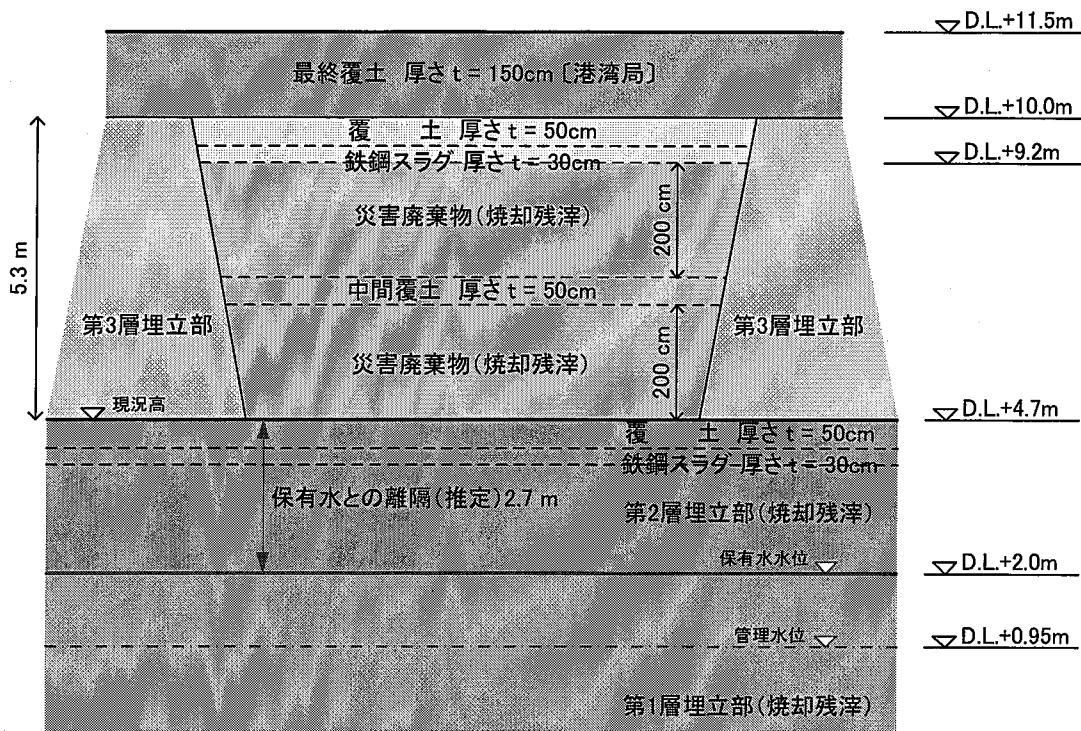 D.L.+11.5m
最終覆土 厚さt=150cm〔港湾局〕
D.L.+10.0m
覆 土 厚さt=50cm
鉄鋼スラグ 厚さt=30cm
D.L.+9.2m
災害廃棄物(焼却残滓)
200 cm
5.3 m
中間覆土 厚さt=50cm
第3層埋立部
第3層埋立部
災害廃棄物(焼却残滓)
200 cm
現況高
D.L.+4.7m
覆 土 厚さt=50cm
鉄鋼スラグ 厚さt=30cm
保有水との離隔(推定)2.7 m
第2層埋立部(焼却残滓)
保有水水位
D.L.+2.0m
管理水位
D.L.+0.95m
第1層埋立部(焼却残滓)